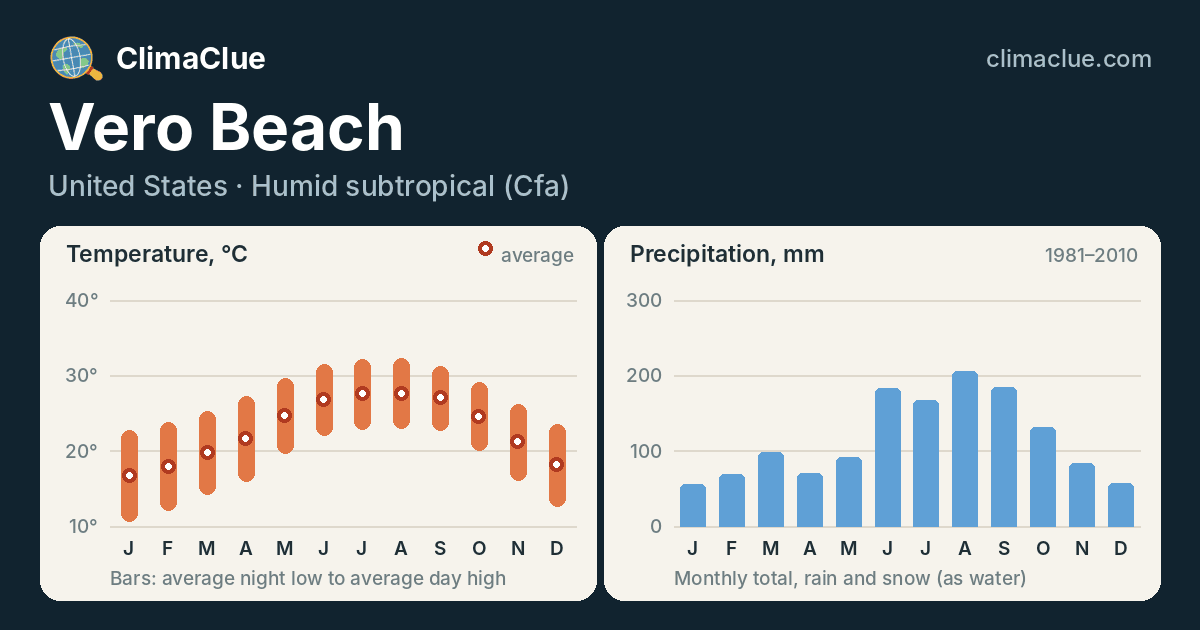 ClimaClue
climaclue.com
Vero Beach
United States · Humid subtropical (Cfa)
Temperature, °C
average
40°
30°
20°
10°
J F M A M J J A S O N D
Bars: average night low to average day high
Precipitation, mm
1981–2010
300
200
100
0
J F M A M J J A S O N D
Monthly total, rain and snow (as water)